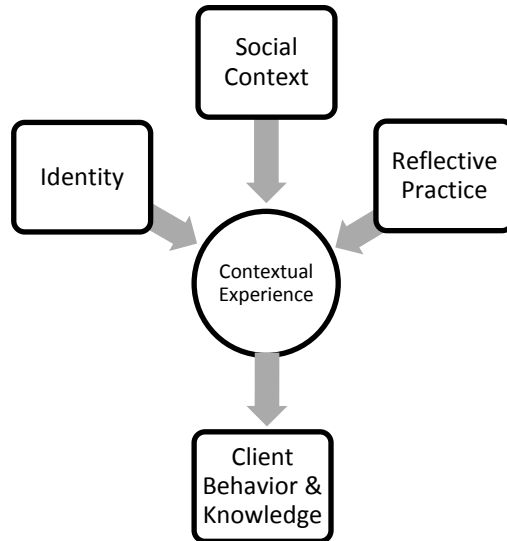 Social
Context
Identity
Reflective
Practice
Contextual
Experience
Client
Behavior &
Knowledge